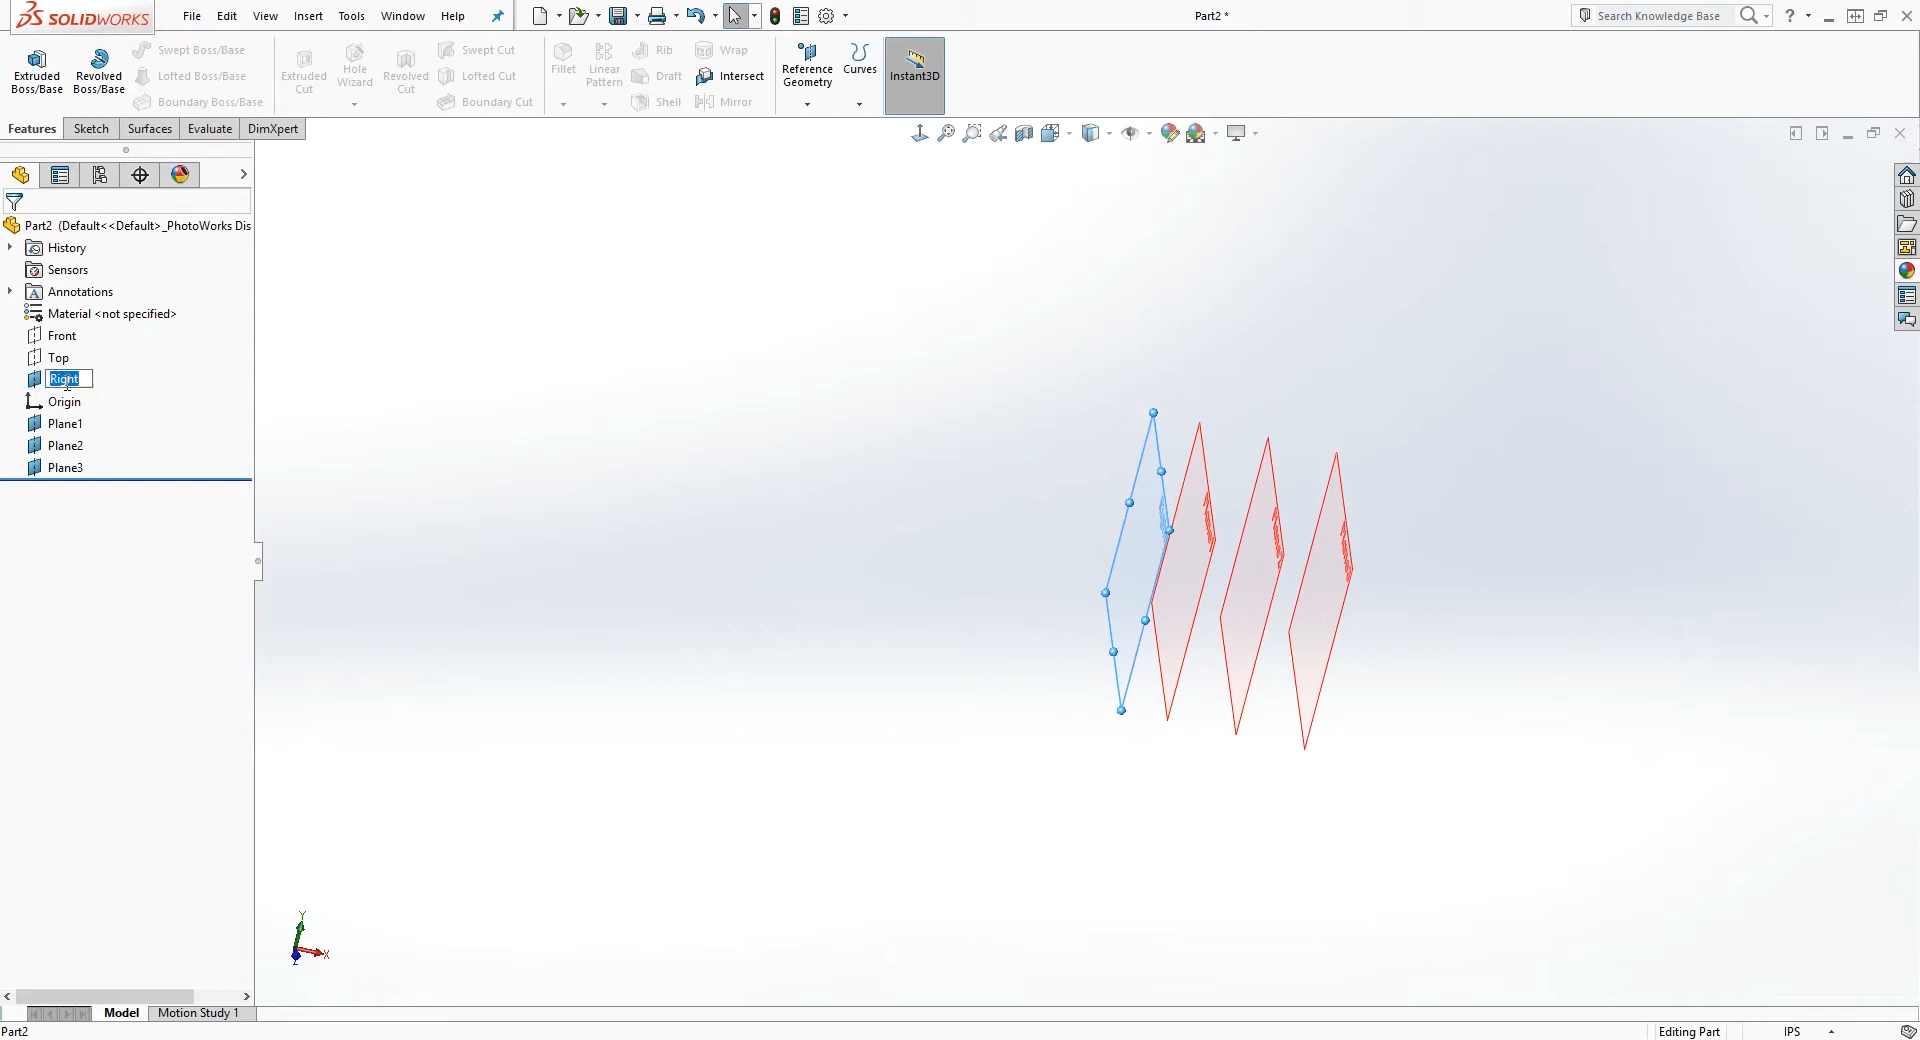 SOLIDWORKS File Edit View Insert Tools Window Help Part2 * Search Knowledge Base ?
Extruded Boss/Base
Revolved Boss/Base
Swept Boss/Base
Lofted Boss/Base
Boundary Boss/Base
Extruded Cut
Hole Wizard
Revolved Cut
Swept Cut
Lofted Cut
Boundary Cut
Fillet
Linear Pattern
Rib
Draft
Shell
Wrap
Intersect
Mirror
Reference Geometry
Curves
Instant3D
Features Sketch Surfaces Evaluate DimXpert
Part2 (Default<<Default>_PhotoWorks Dis
History
Sensors
Annotations
Material <not specified>
Front
Top
Right
Origin
Plane1
Plane2
Plane3
Y
X
Z
Model Motion Study 1
Part2 Editing Part IPS